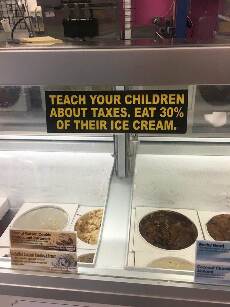 TEACH YOUR CHILDREN
ABOUT TAXES. EAT 30%
OF THEIR ICE CREAM.